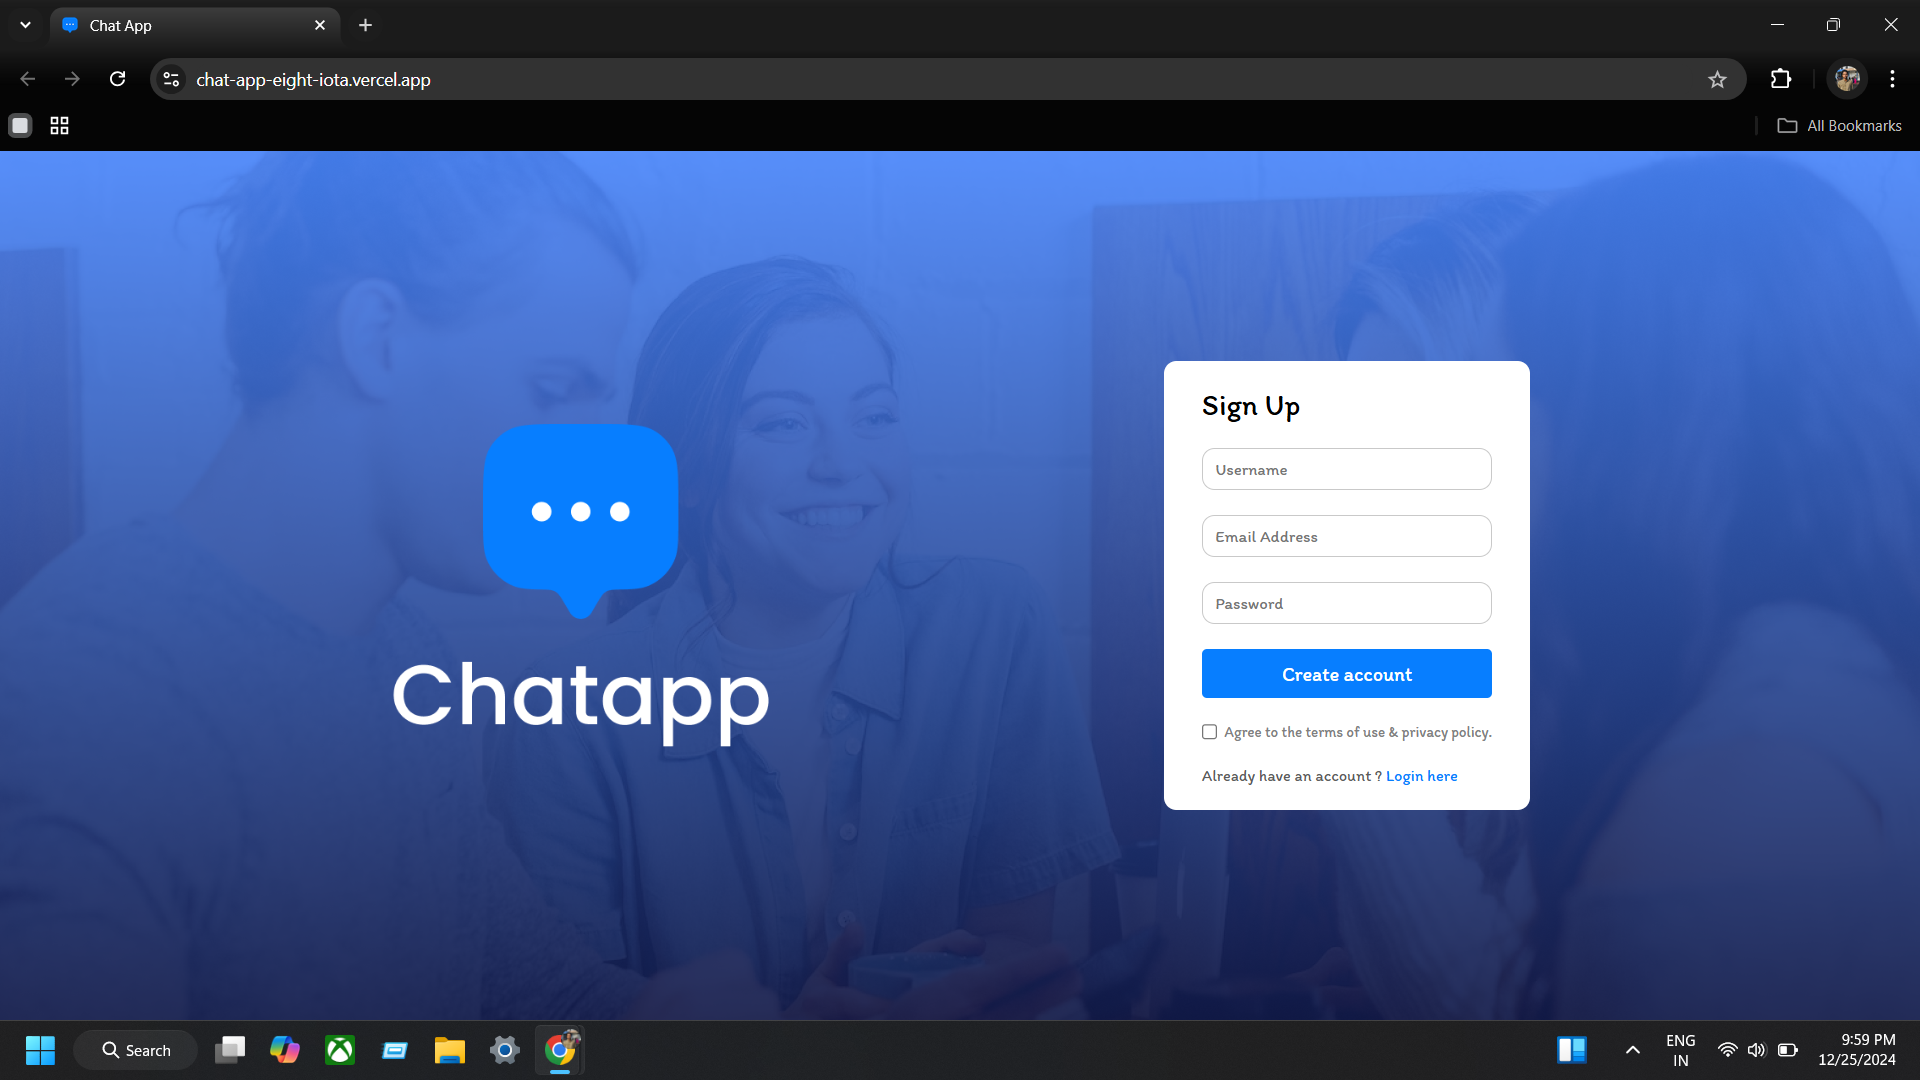 Chat App
chat-app-eight-iota.vercel.app
All Bookmarks
Chatapp
Sign Up
Username
Email Address
Password
Create account
Agree to the terms of use & privacy policy.
Already have an account ? Login here
Search
ENG
IN
9:59 PM
12/25/2024